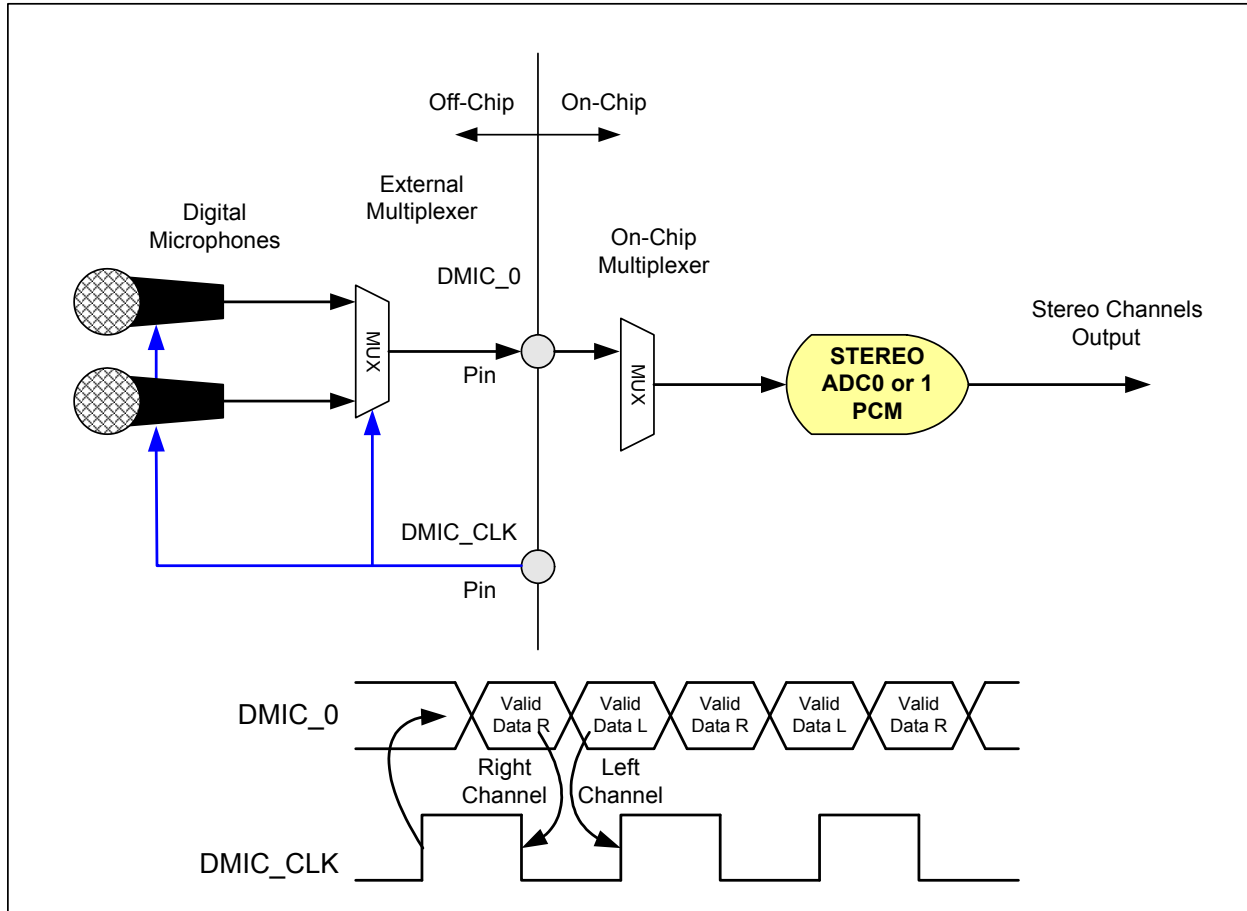 Off-Chip
On-Chip
External
Multiplexer
Digital
Microphones
On-Chip
Multiplexer
DMIC_0
Stereo Channels
Output
MUX
Pin
MUX
STEREO
ADC0 or 1
PCM
DMIC_CLK
Pin
DMIC_0
Valid
Data R
Valid
Data L
Valid
Data R
Valid
Data L
Valid
Data R
Right
Channel
Left
Channel
DMIC_CLK